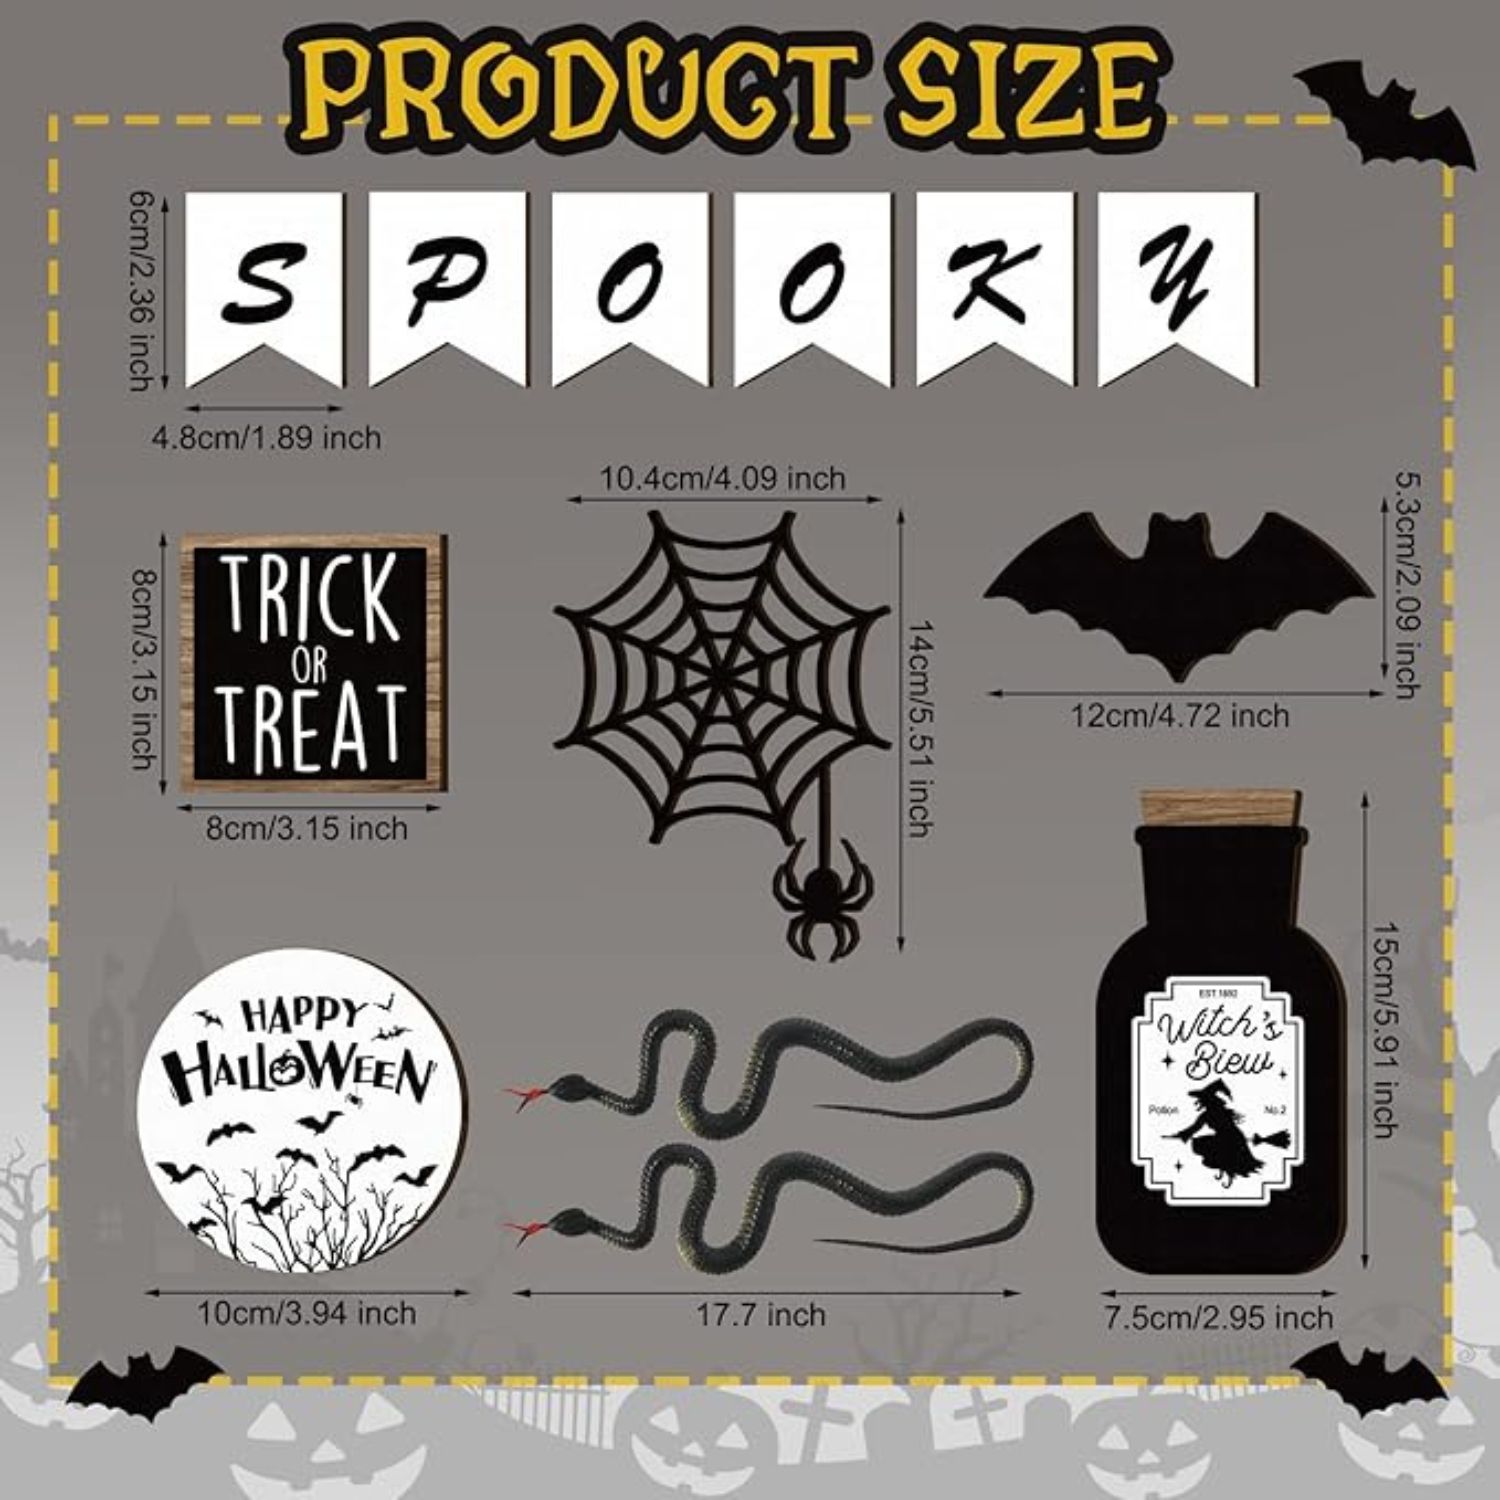 PRODUCT SIZE
S P O O K Y
6cm/2.36 inch
4.8cm/1.89 inch
TRICK
OR
TREAT
8cm/3.15 inch
8cm/3.15 inch
10.4cm/4.09 inch
14cm/5.51 inch
5.3cm/2.09 inch
12cm/4.72 inch
HAPPY
HALLOWEEN
10cm/3.94 inch
17.7 inch
EST 1692
Witch's
Biew
Potion No.2
15cm/5.91 inch
7.5cm/2.95 inch